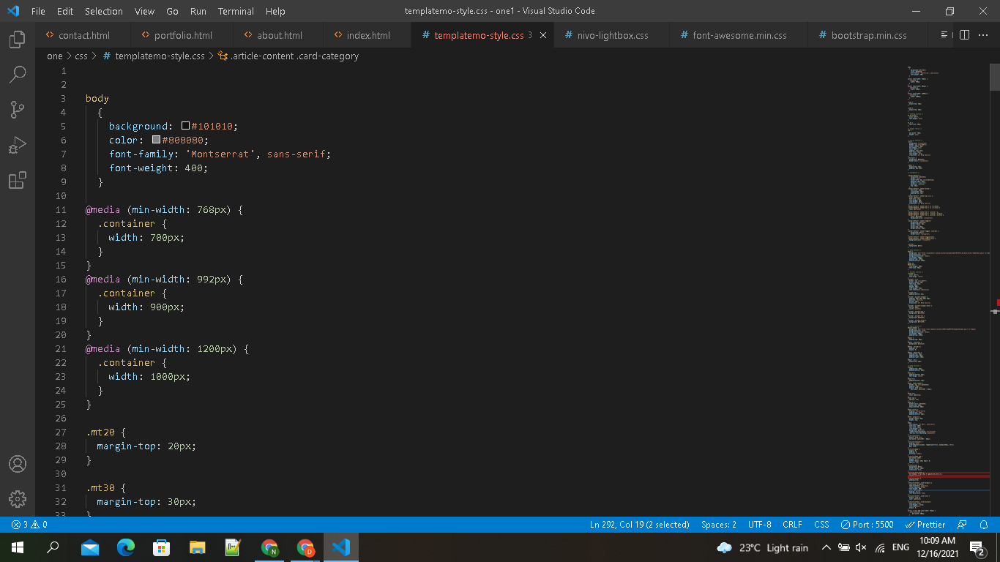 File Edit Selection View Go Run Terminal Help templatemo-style.css - one1 - Visual Studio Code
contact.html portfolio.html about.html index.html # templatemo-style.css 3 # nivo-lightbox.css # font-awesome.min.css # bootstrap.min.css
one > css > # templatemo-style.css > .article-content .card-category
1
2
3 body
4 {
5 background: #101010;
6 color: #808080;
7 font-family: 'Montserrat', sans-serif;
8 font-weight: 400;
9 }
10
11 @media (min-width: 768px) {
12 .container {
13 width: 700px;
14 }
15 }
16 @media (min-width: 992px) {
17 .container {
18 width: 900px;
19 }
20 }
21 @media (min-width: 1200px) {
22 .container {
23 width: 1000px;
24 }
25 }
26
27 .mt20 {
28 margin-top: 20px;
29 }
30
31 .mt30 {
32 margin-top: 30px;
33 }
3 0 Ln 292, Col 19 (2 selected) Spaces: 2 UTF-8 CRLF CSS Port : 5500 Prettier
23°C Light rain ENG 10:09 AM
12/16/2021 2